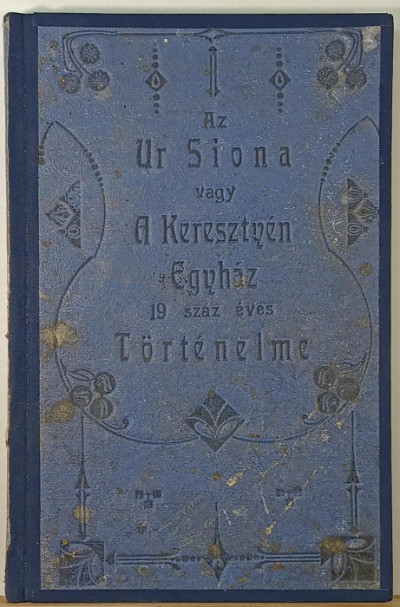 Az
Ur Siona
vagy
A Keresztyén
Egyház
19 száz éves
Történelme